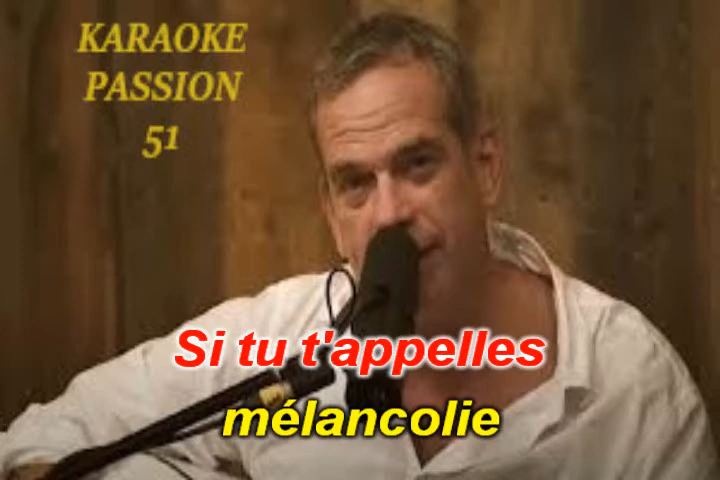 KARAOKE
PASSION
51
Si tu t'appelles
mélancolie